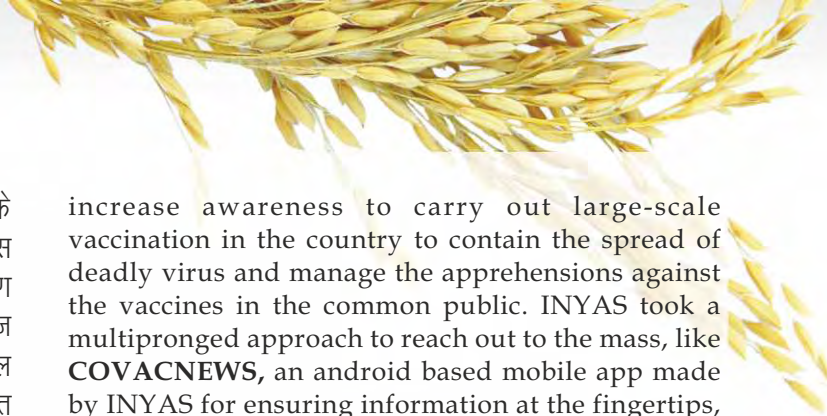 increase awareness to carry out large-scale
vaccination in the country to contain the spread of
deadly virus and manage the apprehensions against
the vaccines in the common public. INYAS took a
multipronged approach to reach out to the mass, like
COVACNEWS, an android based mobile app made
by INYAS for ensuring information at the fingertips,